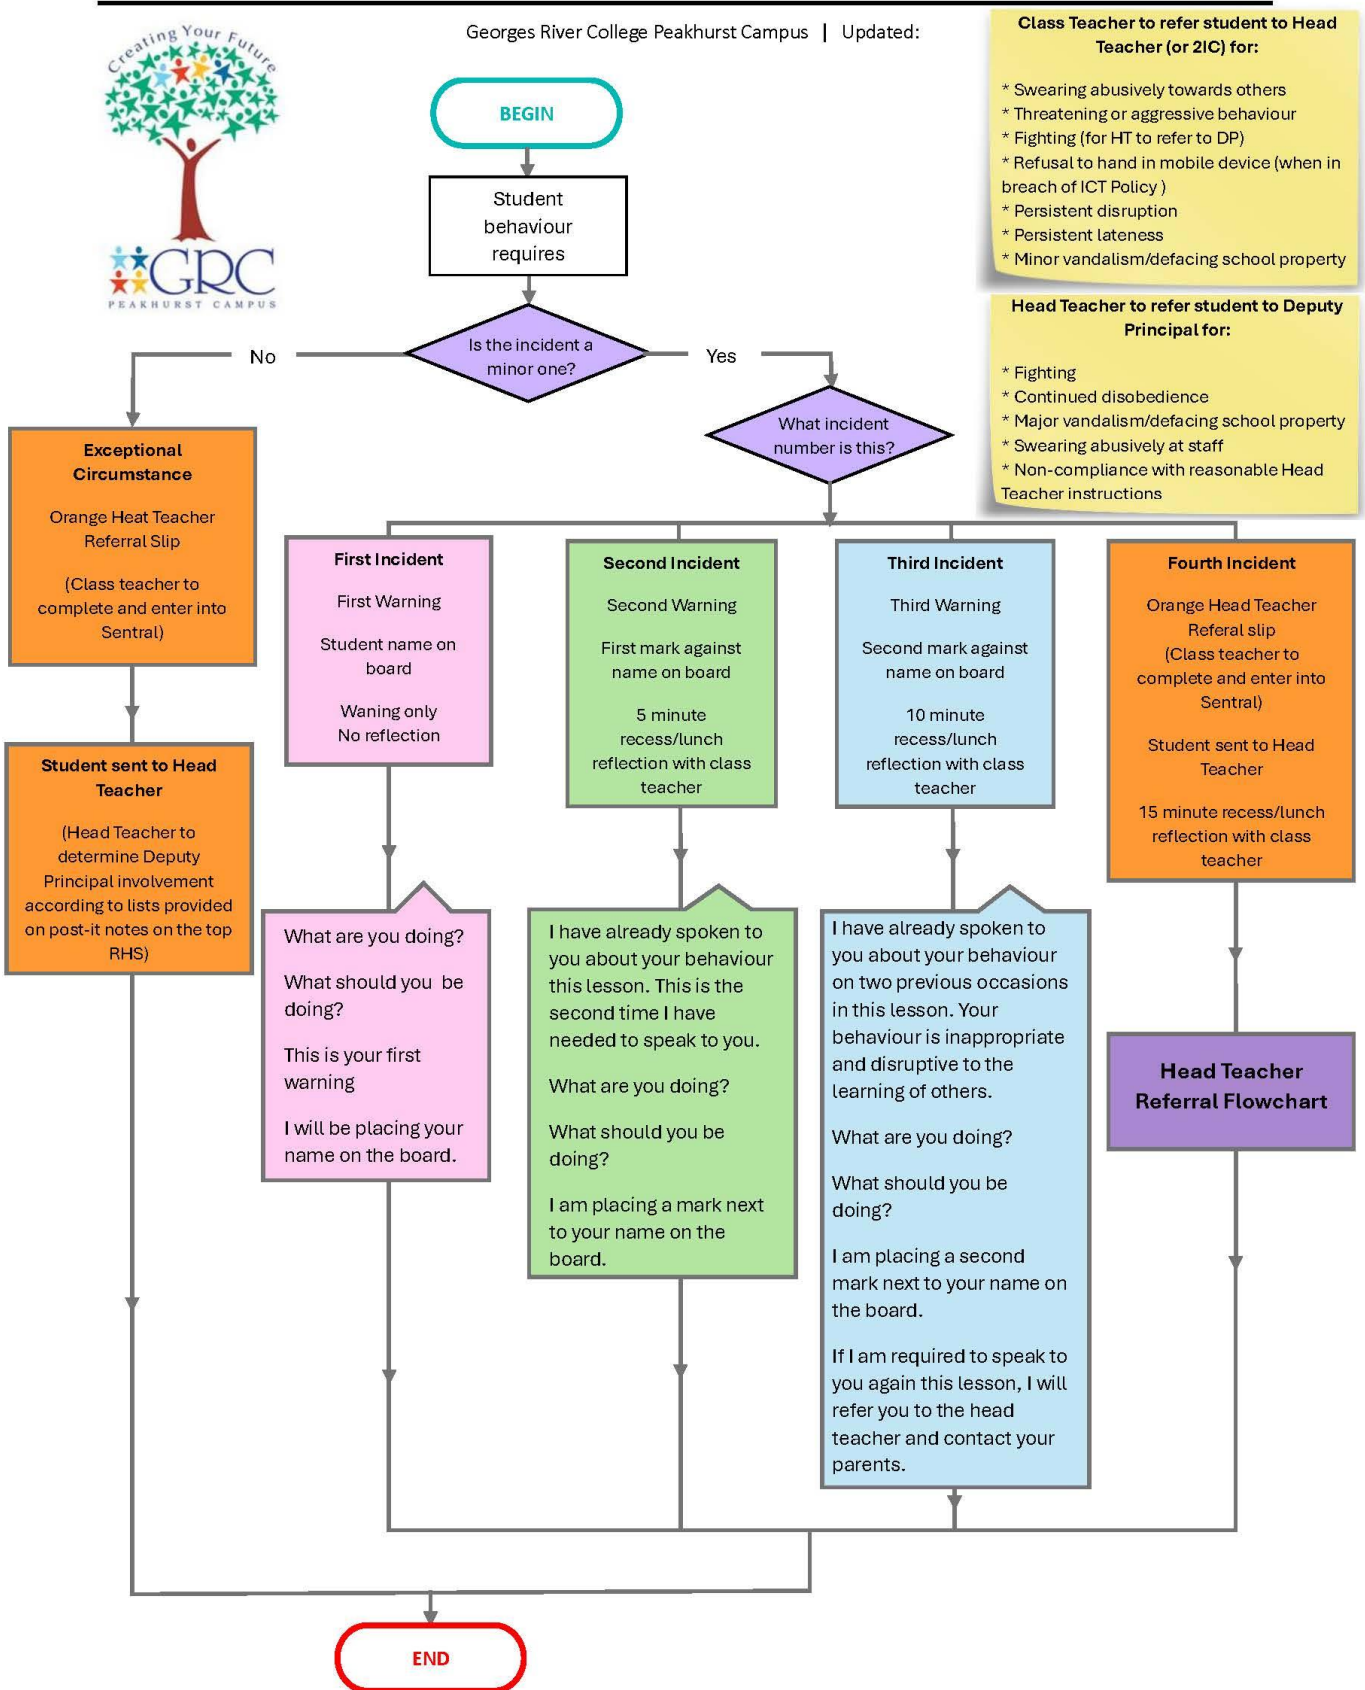 Creating Your Future
GRC
PEAKHURST CAMPUS
Georges River College Peakhurst Campus | Updated:
Class Teacher to refer student to Head
Teacher (or 2IC) for:
* Swearing abusively towards others
* Threatening or aggressive behaviour
* Fighting (for HT to refer to DP)
* Refusal to hand in mobile device (when in
breach of ICT Policy )
* Persistent disruption
* Persistent lateness
* Minor vandalism/defacing school property
Head Teacher to refer student to Deputy
Principal for:
* Fighting
* Continued disobedience
* Major vandalism/defacing school property
* Swearing abusively at staff
* Non-compliance with reasonable Head
Teacher instructions
BEGIN
Student
behaviour
requires
Is the incident a
minor one?
No
Yes
What incident
number is this?
Exceptional
Circumstance
Orange Heat Teacher
Referral Slip
(Class teacher to
complete and enter into
Sentral)
Student sent to Head
Teacher
(Head Teacher to
determine Deputy
Principal involvement
according to lists provided
on post-it notes on the top
RHS)
First Incident
First Warning
Student name on
board
Waning only
No reflection
What are you doing?
What should you be
doing?
This is your first
warning
I will be placing your
name on the board.
Second Incident
Second Warning
First mark against
name on board
5 minute
recess/lunch
reflection with class
teacher
I have already spoken to
you about your behaviour
this lesson. This is the
second time I have
needed to speak to you.
What are you doing?
What should you be
doing?
I am placing a mark next
to your name on the
board.
Third Incident
Third Warning
Second mark against
name on board
10 minute
recess/lunch
reflection with class
teacher
I have already spoken to
you about your behaviour
on two previous occasions
in this lesson. Your
behaviour is inappropriate
and disruptive to the
learning of others.
What are you doing?
What should you be
doing?
I am placing a second
mark next to your name on
the board.
If I am required to speak to
you again this lesson, I will
refer you to the head
teacher and contact your
parents.
Fourth Incident
Orange Head Teacher
Referal slip
(Class teacher to
complete and enter into
Sentral)
Student sent to Head
Teacher
15 minute recess/lunch
reflection with class
teacher
Head Teacher
Referral Flowchart
END